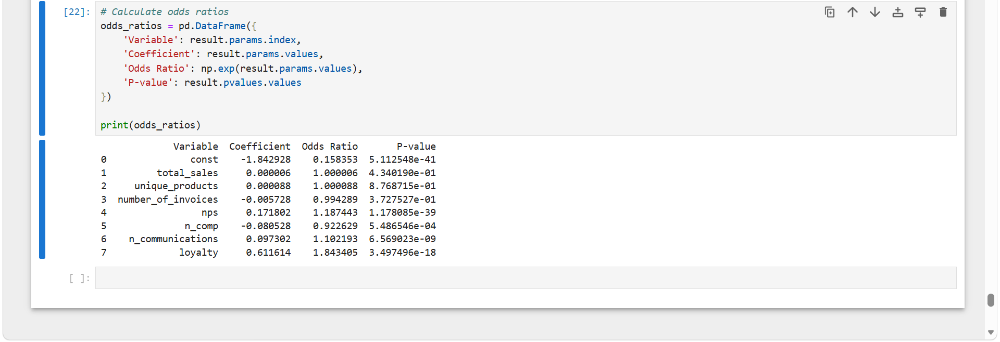 [22]:
# Calculate odds ratios
odds_ratios = pd.DataFrame({
    'Variable': result.params.index,
    'Coefficient': result.params.values,
    'Odds Ratio': np.exp(result.params.values),
    'P-value': result.pvalues.values
})
print(odds_ratios)
             Variable  Coefficient  Odds Ratio       P-value
0               const    -1.842928    0.158353  5.112548e-41
1         total_sales     0.000006    1.000006  4.340190e-01
2     unique_products     0.000088    1.000088  8.768715e-01
3  number_of_invoices    -0.005728    0.994289  3.727527e-01
4                 nps     0.171802    1.187443  1.178085e-39
5              n_comp    -0.080528    0.922629  5.486546e-04
6    n_communications     0.097302    1.102193  6.569023e-09
7             loyalty     0.611614    1.843405  3.497496e-18
[ ]: